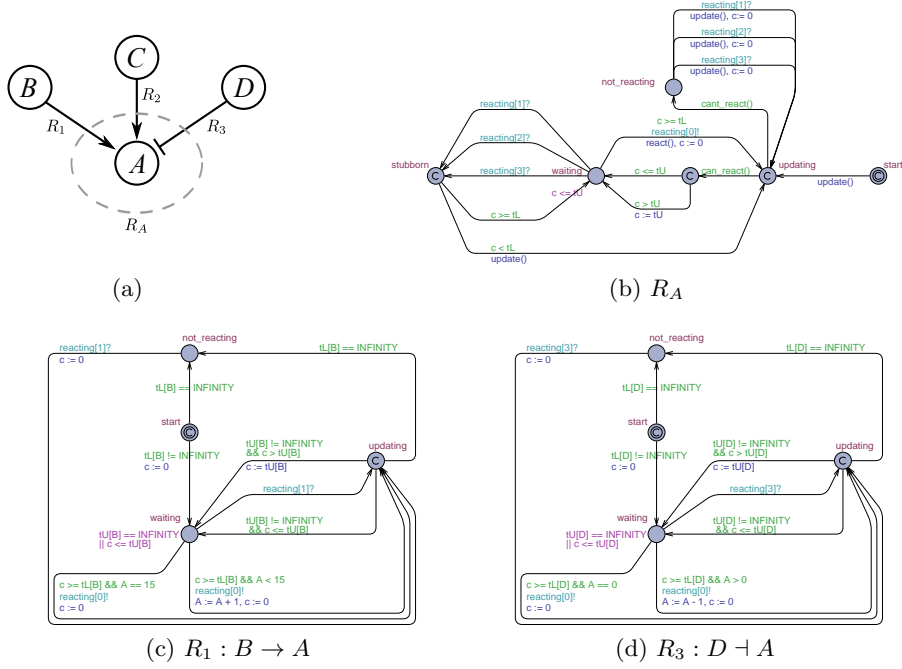 C
B
D
R1
R2
R3
A
RA
(a)
reacting[1]?
update(), c:= 0
reacting[2]?
update(), c:= 0
reacting[3]?
update(), c:= 0
not_reacting
cant_react()
reacting[1]?
c >= tL
reacting[0]!
react(), c := 0
reacting[2]?
stubborn
waiting
updating
start
reacting[3]?
c <= tU
can_react()
C
C
C
C
c <= tU
update()
c > tU
c := tU
c >= tL
c < tL
update()
(b) RA
not_reacting
reacting[1]?
c := 0
tL[B] == INFINITY
tL[B] == INFINITY
start
C
tU[B] != INFINITY
&& c > tU[B]
updating
tL[B] != INFINITY
c := 0
c := tU[B]
C
reacting[1]?
waiting
tU[B] == INFINITY
|| c <= tU[B]
tU[B] != INFINITY
&& c <= tU[B]
c >= tL[B] && A == 15
reacting[0]!
c := 0
c >= tL[B] && A < 15
reacting[0]!
A := A + 1, c := 0
(c) R1 : B → A
not_reacting
reacting[3]?
c := 0
tL[D] == INFINITY
tL[D] == INFINITY
start
C
tU[D] != INFINITY
&& c > tU[D]
updating
tL[D] != INFINITY
c := 0
c := tU[D]
C
reacting[3]?
waiting
tU[D] == INFINITY
|| c <= tU[D]
tU[D] != INFINITY
&& c <= tU[D]
c >= tL[D] && A == 0
reacting[0]!
c := 0
c >= tL[D] && A > 0
reacting[0]!
A := A - 1, c := 0
(d) R3 : D ⊣ A